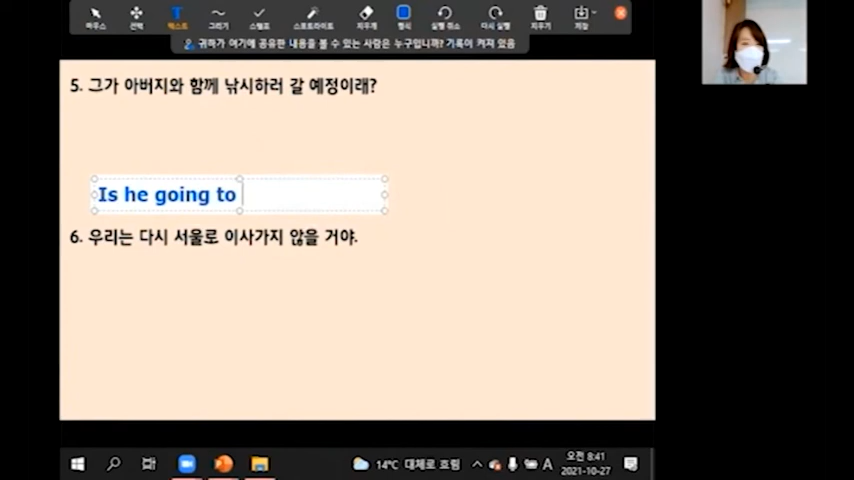 마우스 선택 텍스트 그리기 스탬프 스포트라이트 지우개 형식 실행 취소 다시 실행 지우기 저장
귀하가 여기에 공유한 내용을 볼 수 있는 사람은 누구입니까? 기록이 켜져 있음
5. 그가 아버지와 함께 낚시하러 갈 예정이래?
Is he going to
6. 우리는 다시 서울로 이사가지 않을 거야.
14°C 대체로 흐림 A 오전 8:41
2021-10-27